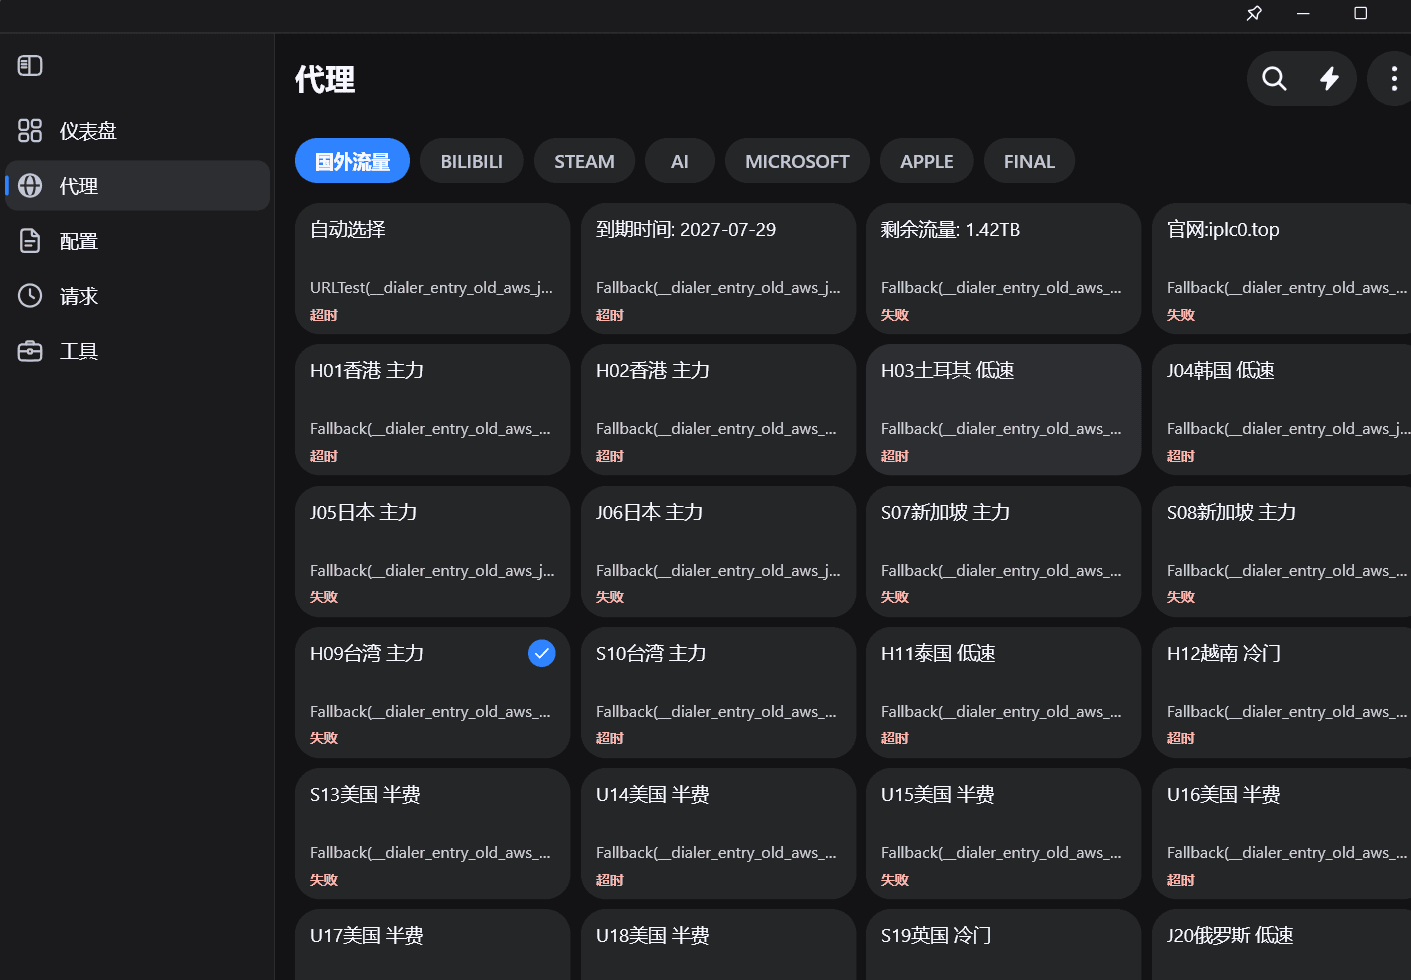 代理
仪表盘
代理
配置
请求
工具
国外流量 BILIBILI STEAM AI MICROSOFT APPLE FINAL
自动选择
URLTest(__dialer_entry_old_aws_j...
超时
到期时间: 2027-07-29
Fallback(__dialer_entry_old_aws_j...
超时
剩余流量: 1.42TB
Fallback(__dialer_entry_old_aws_...
失败
官网:iplc0.top
Fallback(__dialer_entry_old_aws_...
失败
H01香港 主力
Fallback(__dialer_entry_old_aws_...
超时
H02香港 主力
Fallback(__dialer_entry_old_aws_...
超时
H03土耳其 低速
Fallback(__dialer_entry_old_aws_...
超时
J04韩国 低速
Fallback(__dialer_entry_old_aws_j...
超时
J05日本 主力
Fallback(__dialer_entry_old_aws_j...
失败
J06日本 主力
Fallback(__dialer_entry_old_aws_j...
失败
S07新加坡 主力
Fallback(__dialer_entry_old_aws_...
失败
S08新加坡 主力
Fallback(__dialer_entry_old_aws_...
失败
H09台湾 主力
Fallback(__dialer_entry_old_aws_...
失败
S10台湾 主力
Fallback(__dialer_entry_old_aws_...
超时
H11泰国 低速
Fallback(__dialer_entry_old_aws_...
超时
H12越南 冷门
Fallback(__dialer_entry_old_aws_...
超时
S13美国 半费
Fallback(__dialer_entry_old_aws_...
失败
U14美国 半费
Fallback(__dialer_entry_old_aws_...
超时
U15美国 半费
Fallback(__dialer_entry_old_aws_...
失败
U16美国 半费
Fallback(__dialer_entry_old_aws_...
超时
U17美国 半费
U18美国 半费
S19英国 冷门
J20俄罗斯 低速